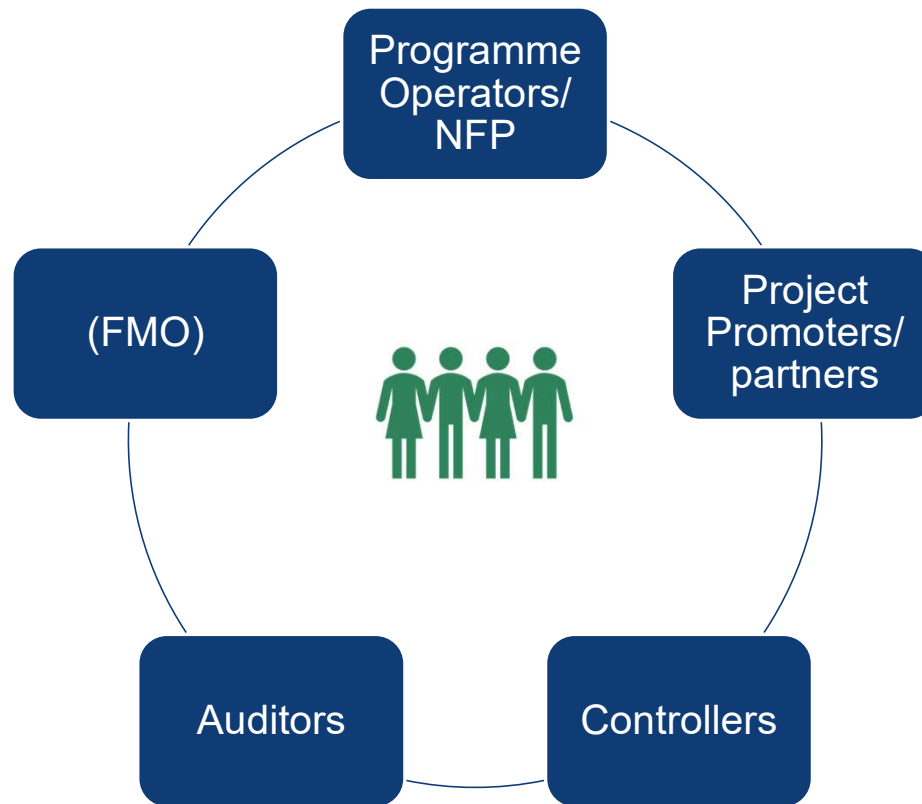 Programme
Operators/
NFP
Project
Promoters/
partners
(FMO)
Auditors
Controllers